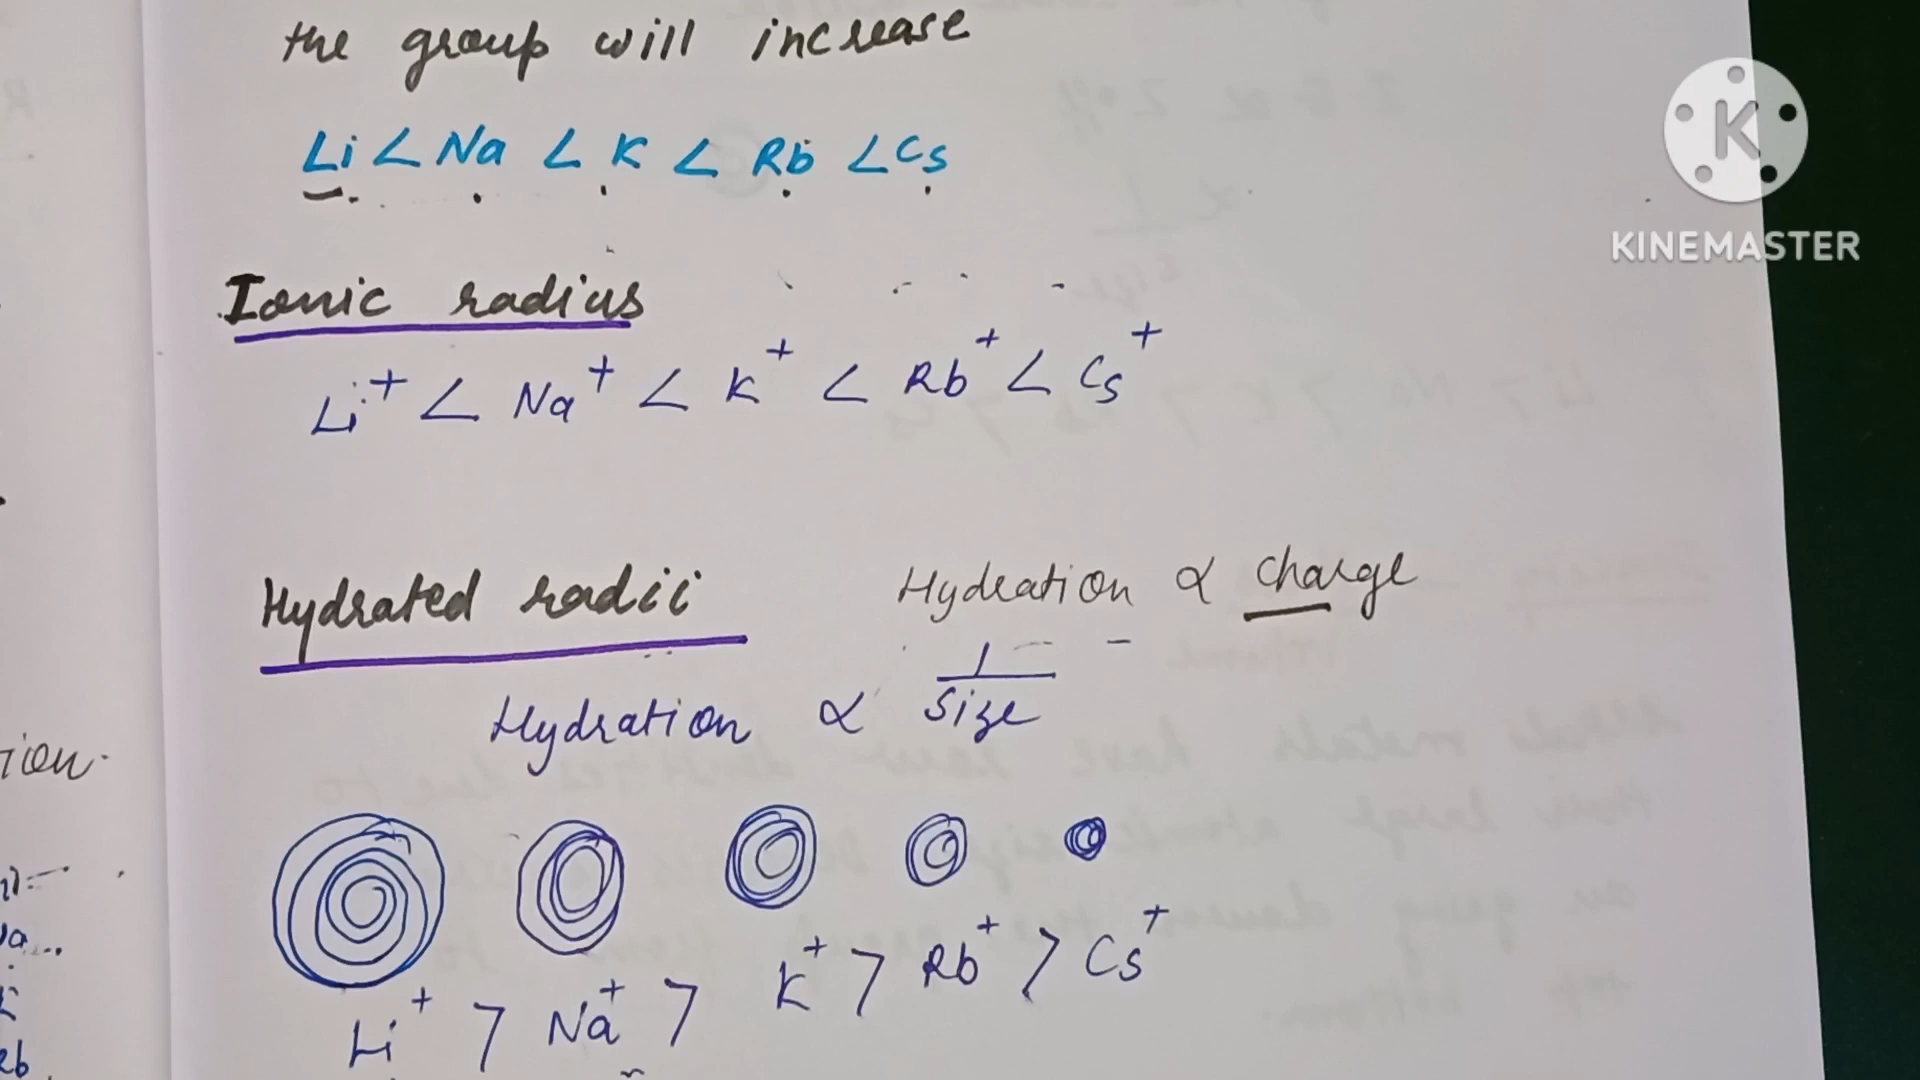 the group will increase
Li < Na < K < Rb < Cs
K
KINEMASTER
Ionic radius
Li⁺ < Na⁺ < K⁺ < Rb⁺ < Cs⁺
Hydrated radii
Hydration ∝ charge
Hydration ∝ 1/Size
Li⁺ > Na⁺ > K⁺ > Rb⁺ > Cs⁺
Rb